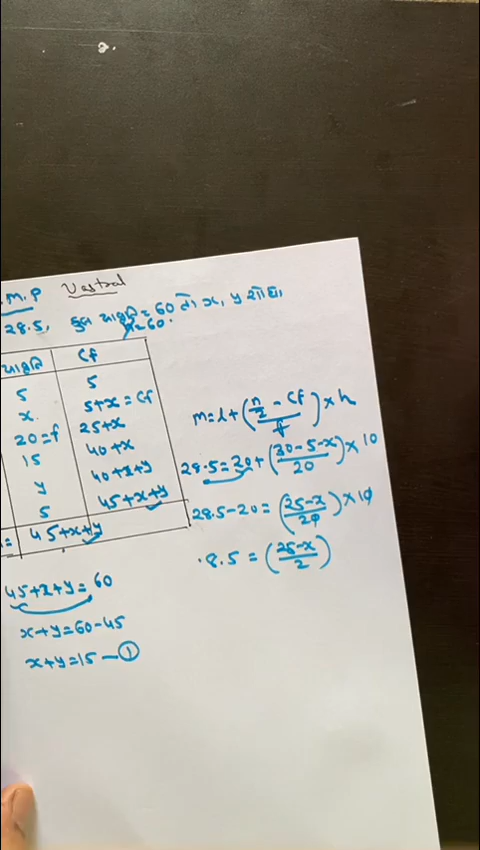 .M.P Vastral
28.5, કુલ આવૃત્તિ = 60 તો x, y શોધો.
n=60.
આવૃત્તિ cf
5 5
x. 5+x = cf
20=f 25+x
15 40+x
y 40+x+y
5 45+x+y
= 45+x+y
45+x+y=60
x+y=60-45
x+y=15 — ①
m=l+(n/2 - cf / f)×h
28.5=20+(30-5-x / 20)×10
28.5-20=(25-x / 20)×10
8.5 = (25-x / 2)